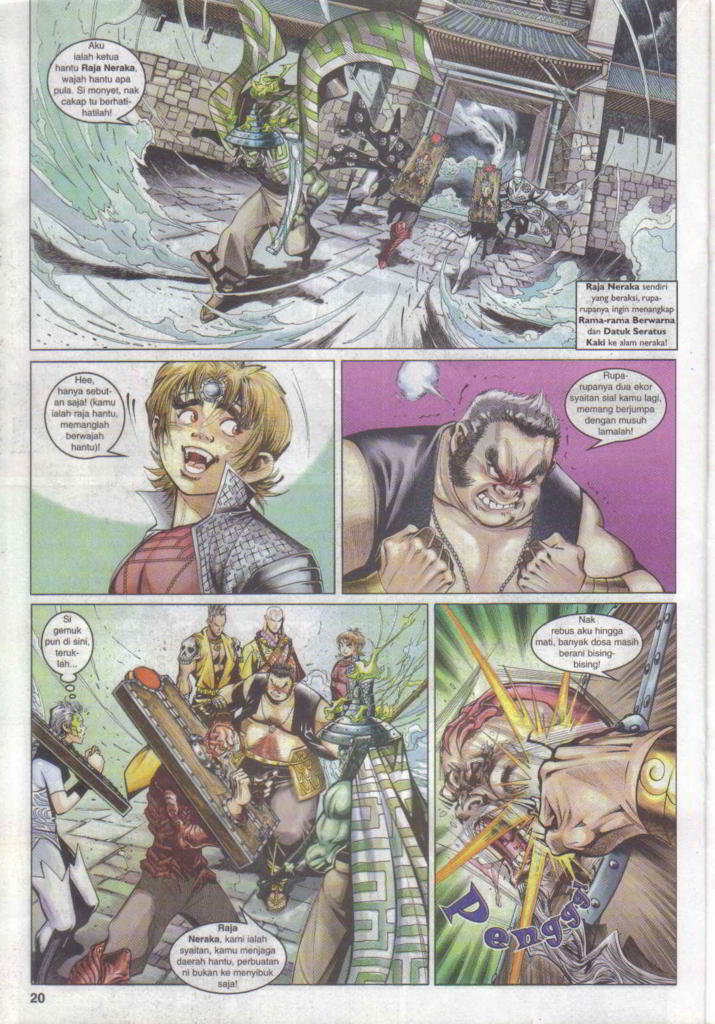 Aku
ialah ketua
hantu Raja Neraka,
wajah hantu apa
pula. Si monyet, nak
cakap tu berhati-
hatilah!
Raja Neraka sendiri
yang beraksi, rupa-
rupanya ingin menangkap
Rama-rama Berwarna
dan Datuk Seratus
Kaki ke alam neraka!
Hee,
hanya sebut-
an saja! (kamu
ialah raja hantu,
memanglah
berwajah
hantu)!
Rupa-
rupanya dua ekor
syaitan sial kamu lagi,
memang berjumpa
dengan musuh
lamalah!
Si
gemuk
pun di sini,
teruk-
lah...
Raja
Neraka, kami ialah
syaitan, kamu menjaga
daerah hantu, perbuatan
ni bukan ke menyibuk
saja!
Nak
rebus aku hingga
mati, banyak dosa masih
berani bising-
bising!
Pengggg!
20